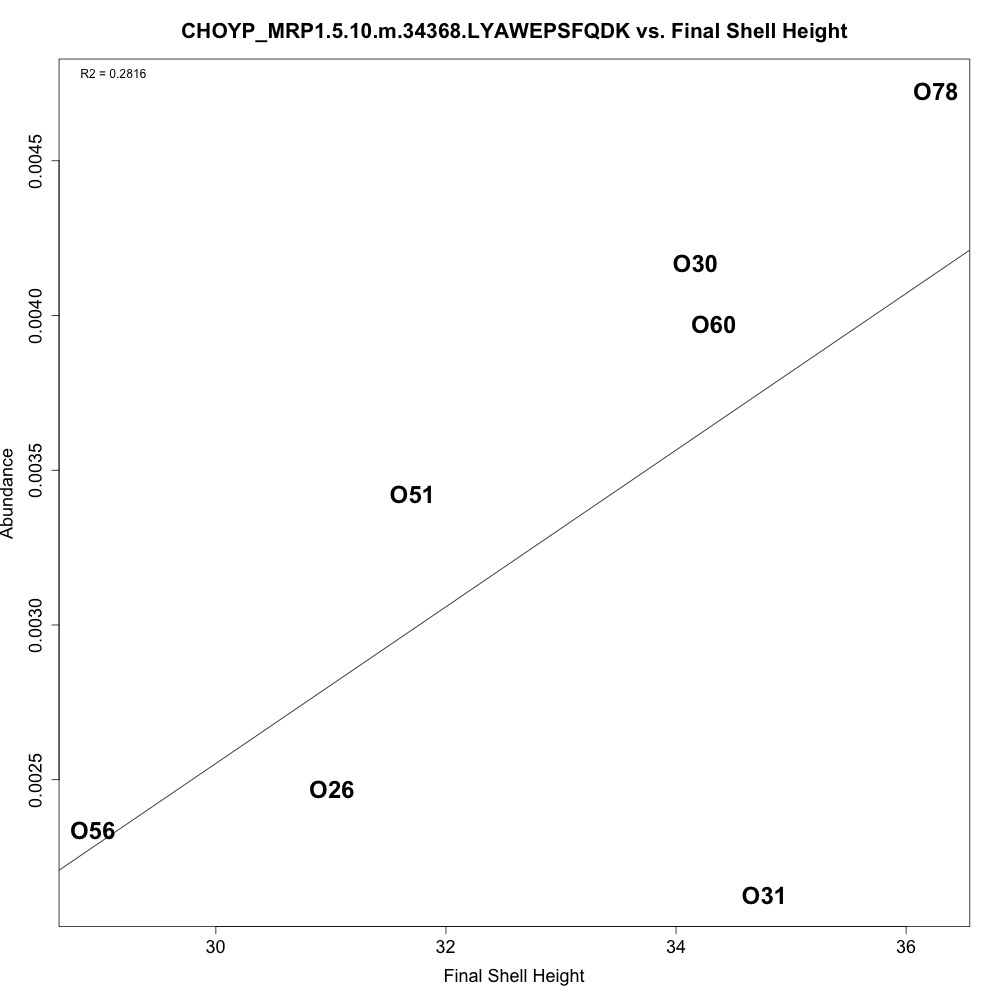 CHOYP_MRP1.5.10.m.34368.LYAWEPSFQDK vs. Final Shell Height
R2 = 0.2816
O78
0.0045
O30
0.0040
O60
0.0035
O51
Abundance
0.0030
0.0025
O26
O56
O31
30 32 34 36
Final Shell Height